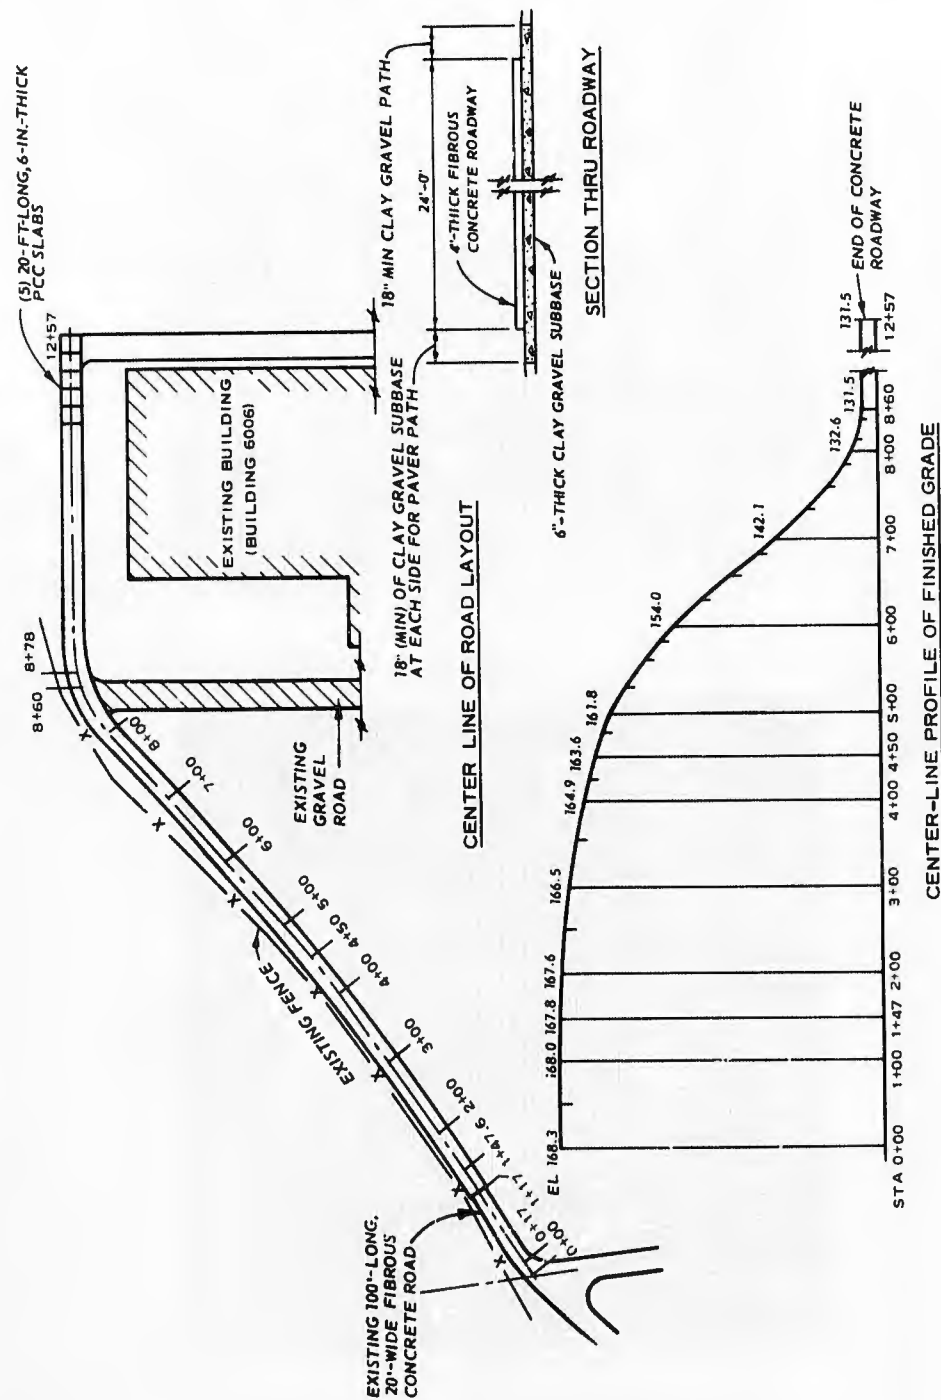 (5) 20-FT-LONG, 6-IN.-THICK
PCC SLABS
12+57
8+78
8+60
8+00
7+00
6+00
5+00
4+50
4+00
3+00
2+00
1+47.6
1+17
0+17
0+00
EXISTING FENCE
EXISTING
GRAVEL
ROAD
EXISTING BUILDING
(BUILDING 6006)
EXISTING 100'-LONG,
20'-WIDE FIBROUS
CONCRETE ROAD
CENTER LINE OF ROAD LAYOUT
18" (MIN) OF CLAY GRAVEL SUBBASE
AT EACH SIDE FOR PAVER PATH
18" MIN CLAY GRAVEL PATH
24'-0"
4"-THICK FIBROUS
CONCRETE ROADWAY
6"-THICK CLAY GRAVEL SUBBASE
SECTION THRU ROADWAY
EL 168.3 168.0 167.8 167.6 166.5 164.9 163.6 161.8 154.0 142.1 132.6 131.5 131.5
END OF CONCRETE
ROADWAY
STA 0+00 1+00 1+47 2+00 3+00 4+00 4+50 5+00 6+00 7+00 8+00 8+60 12+57
CENTER-LINE PROFILE OF FINISHED GRADE